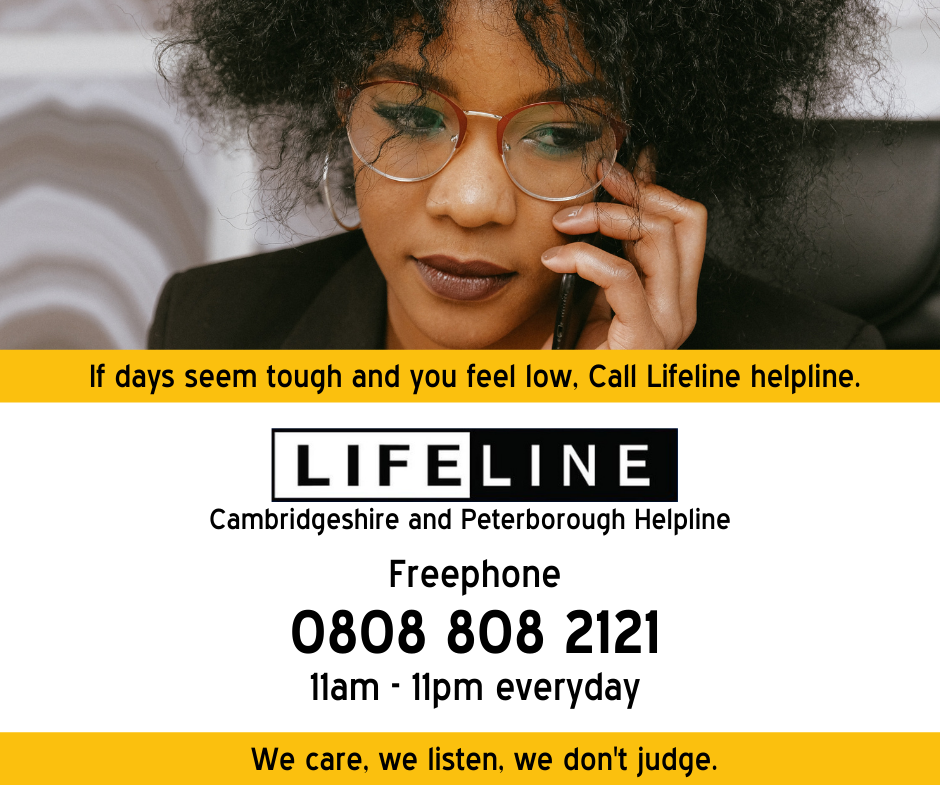 If days seem tough and you feel low, Call Lifeline helpline.
LIFELINE
Cambridgeshire and Peterborough Helpline
Freephone
0808 808 2121
11am - 11pm everyday
We care, we listen, we don't judge.